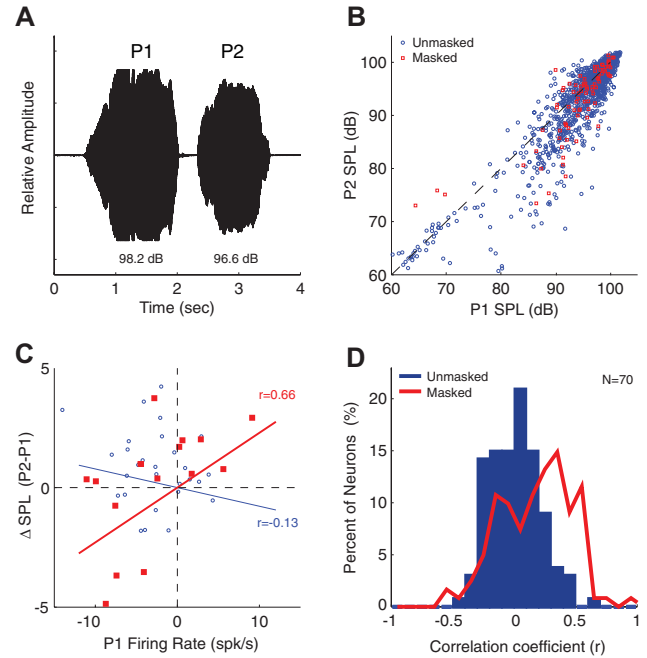 A
P1
P2
Relative Amplitude
98.2 dB
96.6 dB
0
1
2
3
4
Time (sec)
B
Unmasked
Masked
P2 SPL (dB)
100
90
80
70
60
60
70
80
90
100
P1 SPL (dB)
C
Δ SPL (P2-P1)
5
0
-5
r=0.66
r=-0.13
-10
0
10
P1 Firing Rate (spk/s)
D
Unmasked
Masked
N=70
Percent of Neurons (%)
20
15
10
5
0
-1
-0.5
0
0.5
1
Correlation coefficient (r)